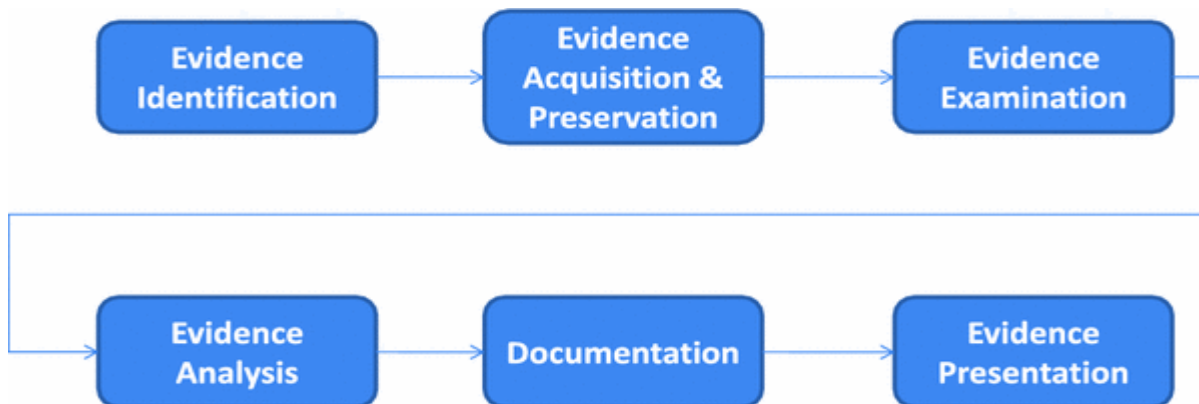 Evidence
Identification
Evidence
Acquisition &
Preservation
Evidence
Examination
Evidence
Analysis
Documentation
Evidence
Presentation